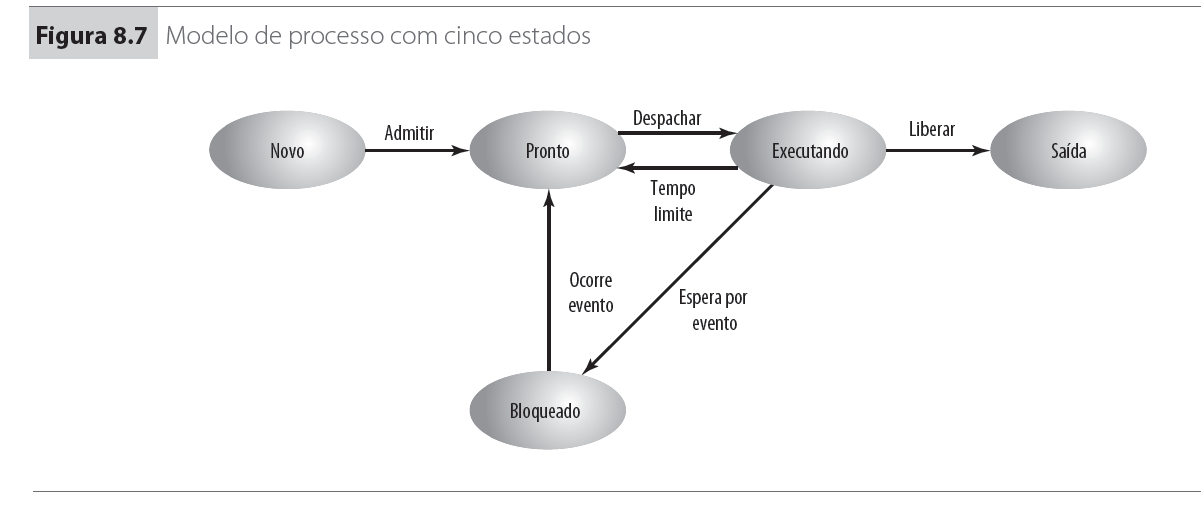 Figura 8.7 Modelo de processo com cinco estados
Novo
Admitir
Pronto
Despachar
Tempo
limite
Executando
Liberar
Saída
Ocorre
evento
Espera por
evento
Bloqueado